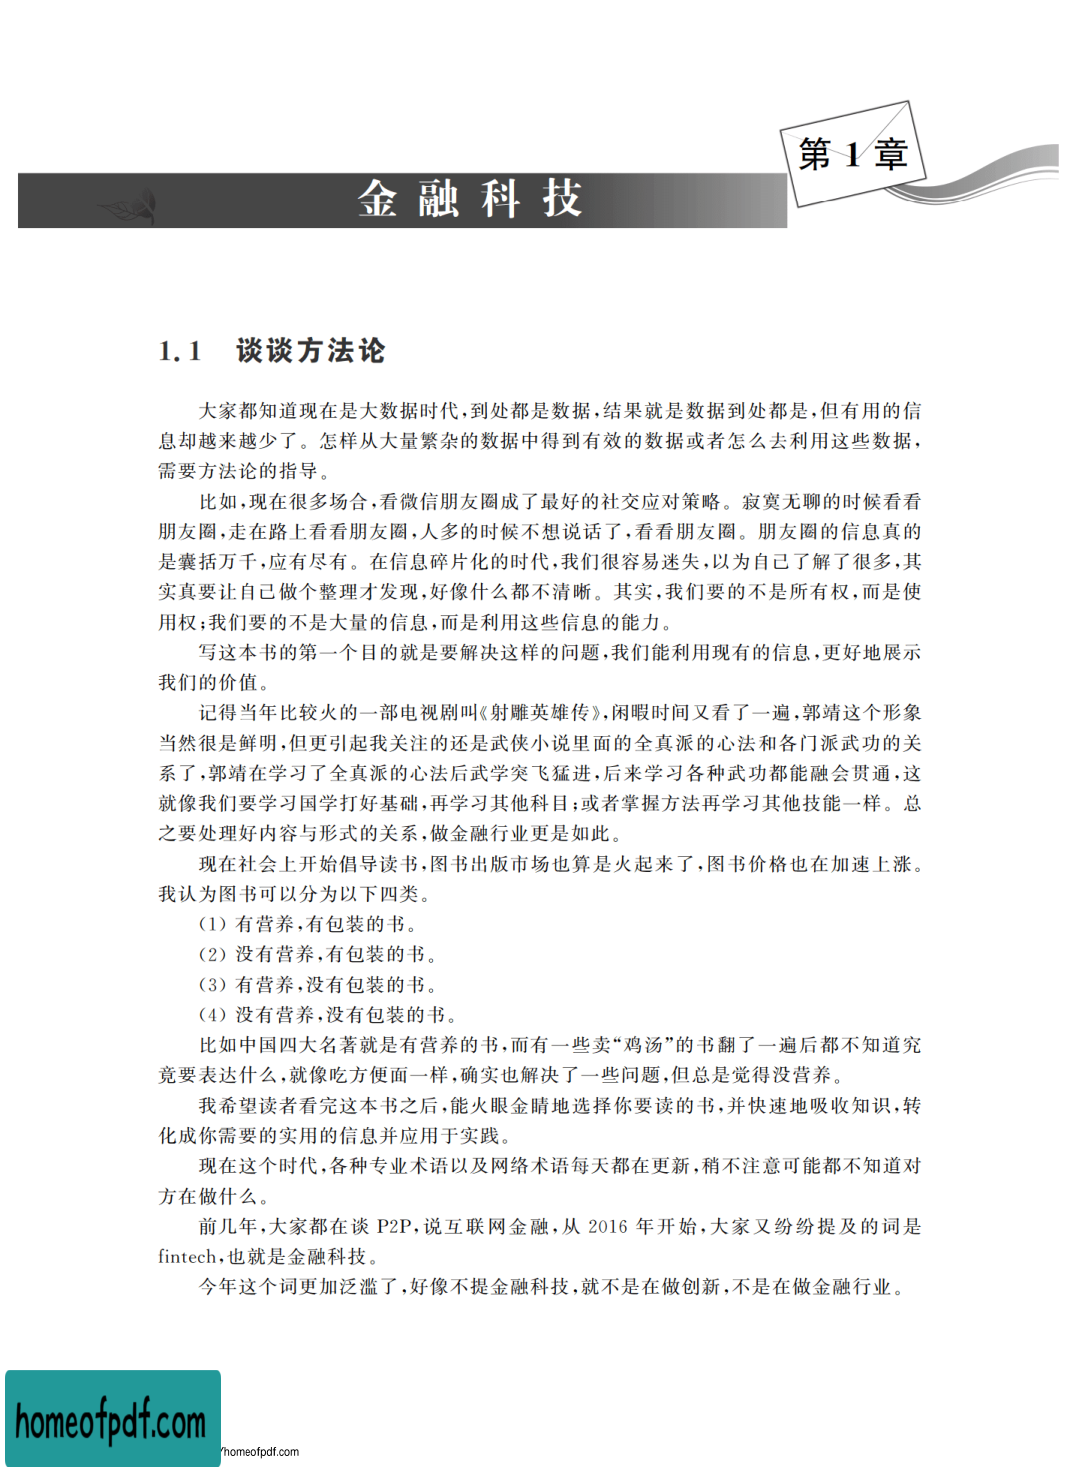 第 1 章
金融科技
1.1 谈谈方法论
大家都知道现在是大数据时代,到处都是数据,结果就是数据到处都是,但有用的信
息却越来越少了。怎样从大量繁杂的数据中得到有效的数据或者怎么去利用这些数据,
需要方法论的指导。
比如,现在很多场合,看微信朋友圈成了最好的社交应对策略。寂寞无聊的时候看看
朋友圈,走在路上看看朋友圈,人多的时候不想说话了,看看朋友圈。朋友圈的信息真的
是囊括万千,应有尽有。在信息碎片化的时代,我们很容易迷失,以为自己了解了很多,其
实真要让自己做个整理才发现,好像什么都不清晰。其实,我们要的不是所有权,而是使
用权;我们要的不是大量的信息,而是利用这些信息的能力。
写这本书的第一个目的就是要解决这样的问题,我们能利用现有的信息,更好地展示
我们的价值。
记得当年比较火的一部电视剧叫《射雕英雄传》,闲暇时间又看了一遍,郭靖这个形象
当然很是鲜明,但更引起我关注的还是武侠小说里面的全真派的心法和各门派武功的关
系了,郭靖在学习了全真派的心法后武学突飞猛进,后来学习各种武功都能融会贯通,这
就像我们要学习国学打好基础,再学习其他科目;或者掌握方法再学习其他技能一样。总
之要处理好内容与形式的关系,做金融行业更是如此。
现在社会上开始倡导读书,图书出版市场也算是火起来了,图书价格也在加速上涨。
我认为图书可以分为以下四类。
(1) 有营养,有包装的书。
(2) 没有营养,有包装的书。
(3) 有营养,没有包装的书。
(4) 没有营养,没有包装的书。
比如中国四大名著就是有营养的书,而有一些卖“鸡汤”的书翻了一遍后都不知道究
竟要表达什么,就像吃方便面一样,确实也解决了一些问题,但总是觉得没营养。
我希望读者看完这本书之后,能火眼金睛地选择你要读的书,并快速地吸收知识,转
化成你需要的实用的信息并应用于实践。
现在这个时代,各种专业术语以及网络术语每天都在更新,稍不注意可能都不知道对
方在做什么。
前几年,大家都在谈 P2P,说互联网金融,从 2016 年开始,大家又纷纷提及的词是
fintech,也就是金融科技。
今年这个词更加泛滥了,好像不提金融科技,就不是在做创新,不是在做金融行业。
homeofpdf.com
/homeofpdf.com